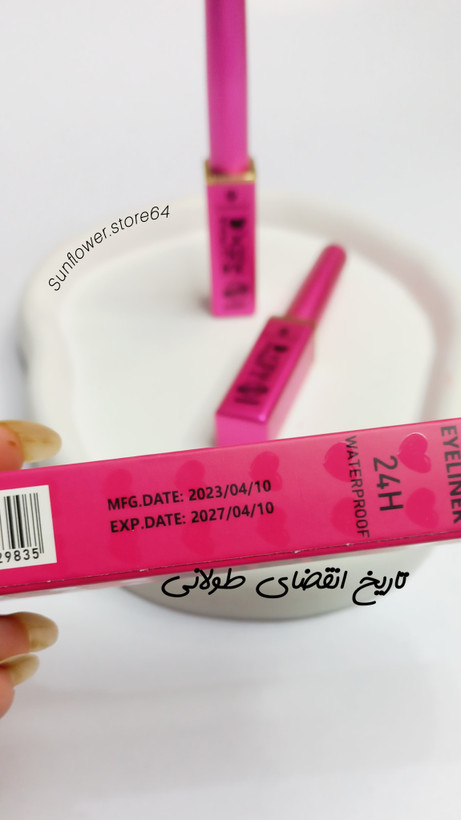 Sunflower.store64
EYELINER
24H
WATERPROOF
MFG.DATE: 2023/04/10
EXP.DATE: 2027/04/10
29835
تاریخ انقضای طولانی